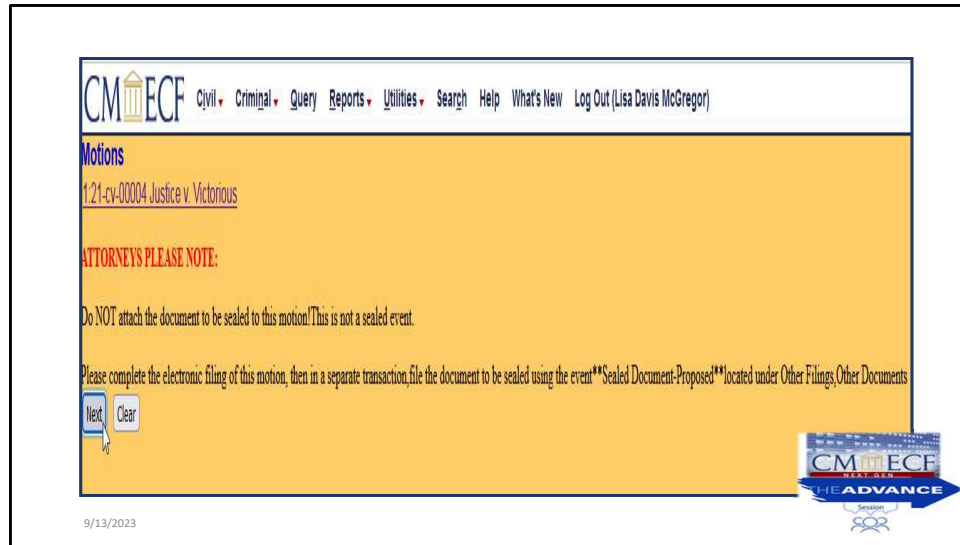 CM ECF Civil Criminal Query Reports Utilities Search Help What's New Log Out (Lisa Davis McGregor)
Motions
1:21-cv-00004 Justice v. Victorious
ATTORNEYS PLEASE NOTE:
Do NOT attach the document to be sealed to this motion!This is not a sealed event.
Please complete the electronic filing of this motion, then in a separate transaction,file the document to be sealed using the event**Sealed Document-Proposed**located under Other Filings,Other Documents
Next Clear
CM ECF
NEXT GEN
THE ADVANCE
Session
9/13/2023